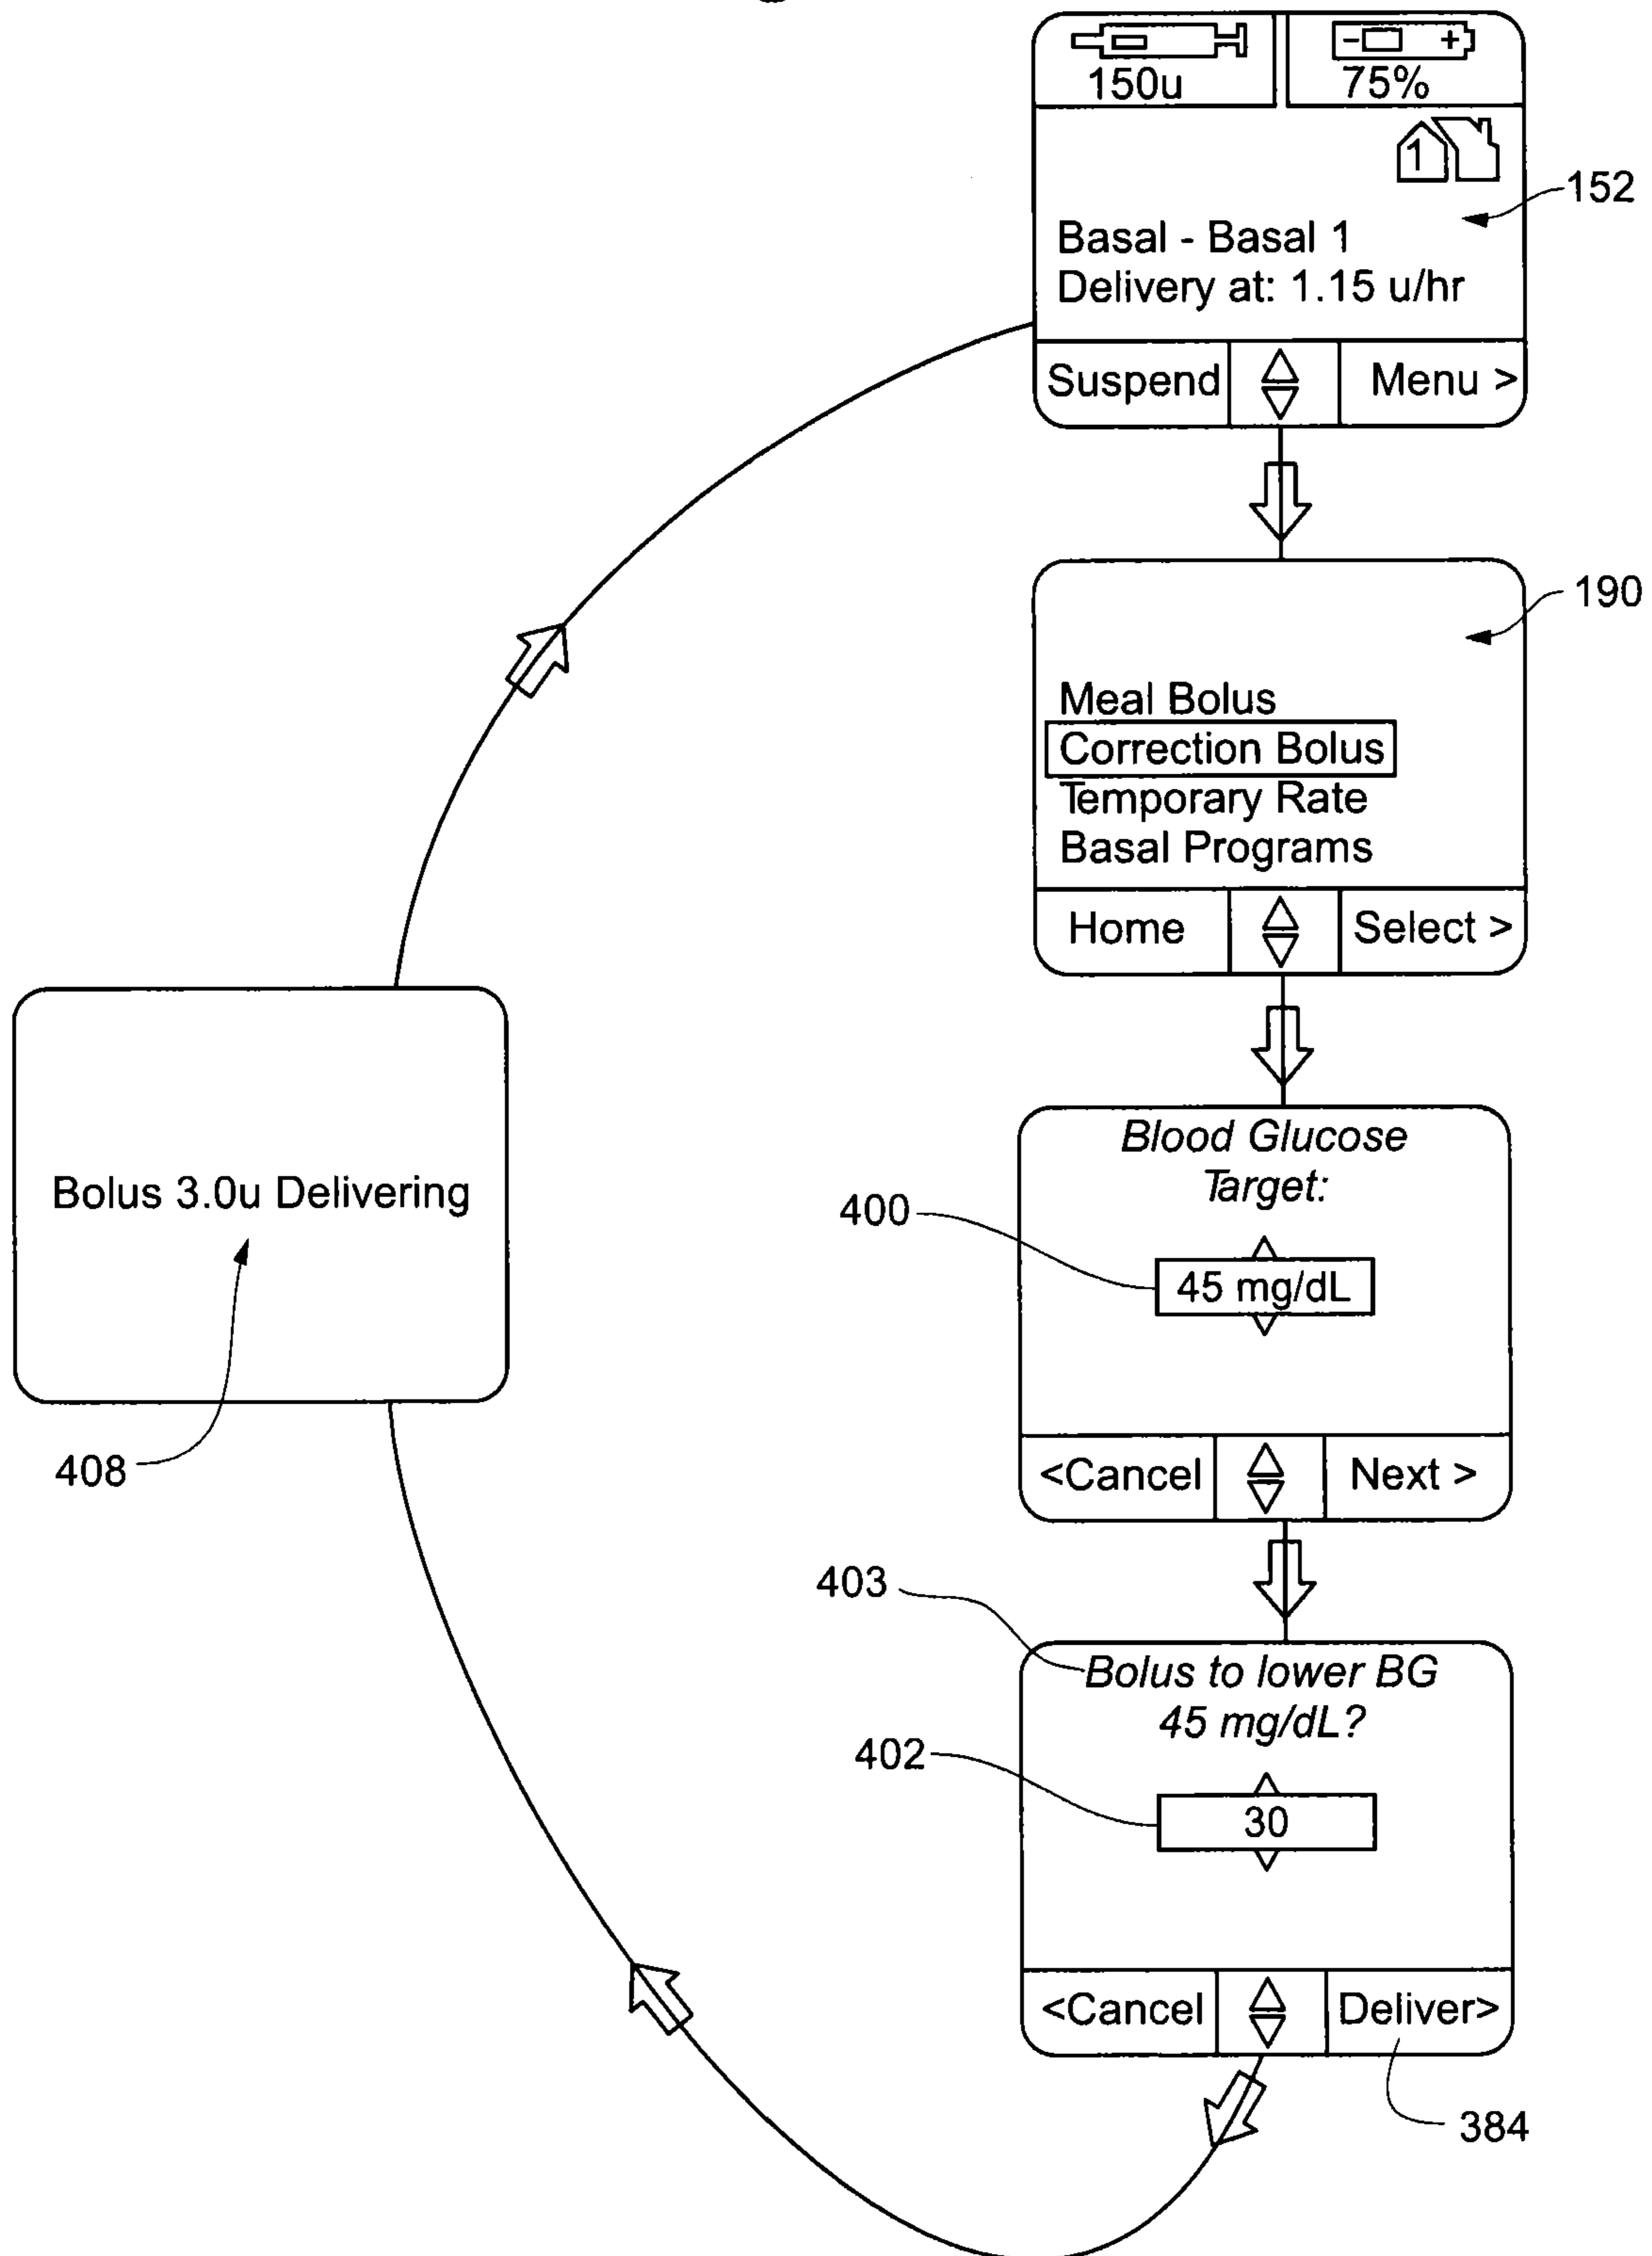 150u
75%
1
152
Basal - Basal 1
Delivery at: 1.15 u/hr
Suspend
Menu >
190
Meal Bolus
Correction Bolus
Temporary Rate
Basal Programs
Home
Select >
Blood Glucose
Target:
400
45 mg/dL
<Cancel
Next >
403
Bolus to lower BG
45 mg/dL?
402
30
<Cancel
Deliver>
384
Bolus 3.0u Delivering
408